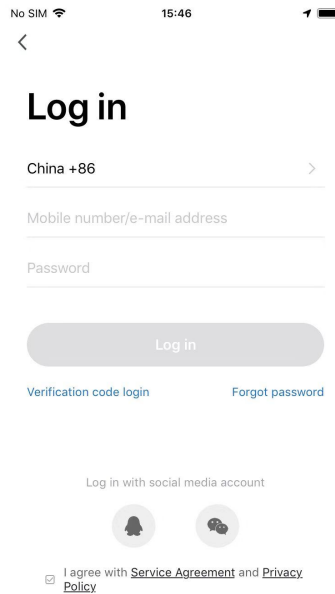 No SIM 15:46
Log in
China +86
Mobile number/e-mail address
Password
Log in
Verification code login Forgot password
Log in with social media account
I agree with Service Agreement and Privacy
Policy